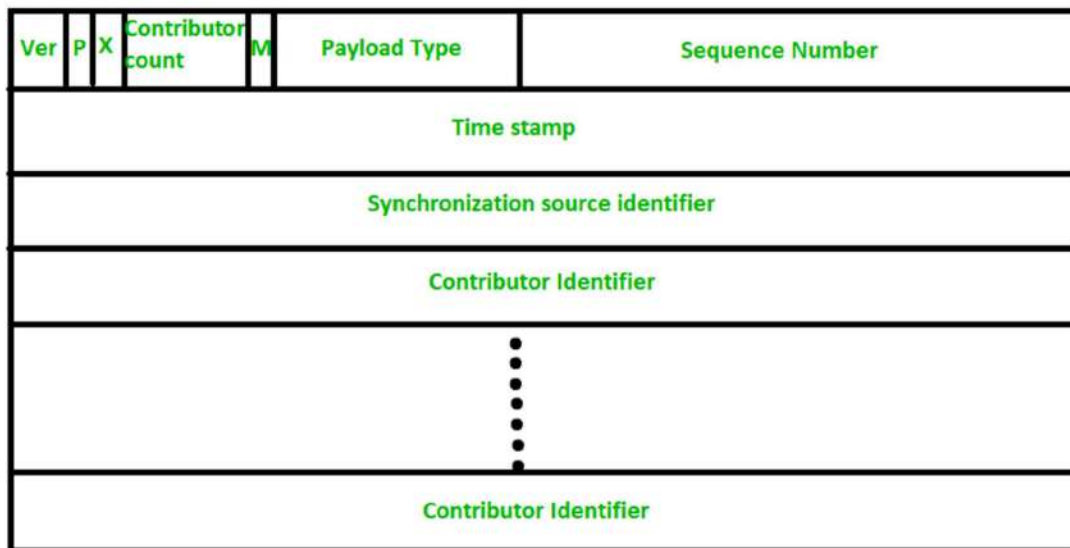 Ver P X Contributor count M Payload Type Sequence Number
Time stamp
Synchronization source identifier
Contributor Identifier
Contributor Identifier